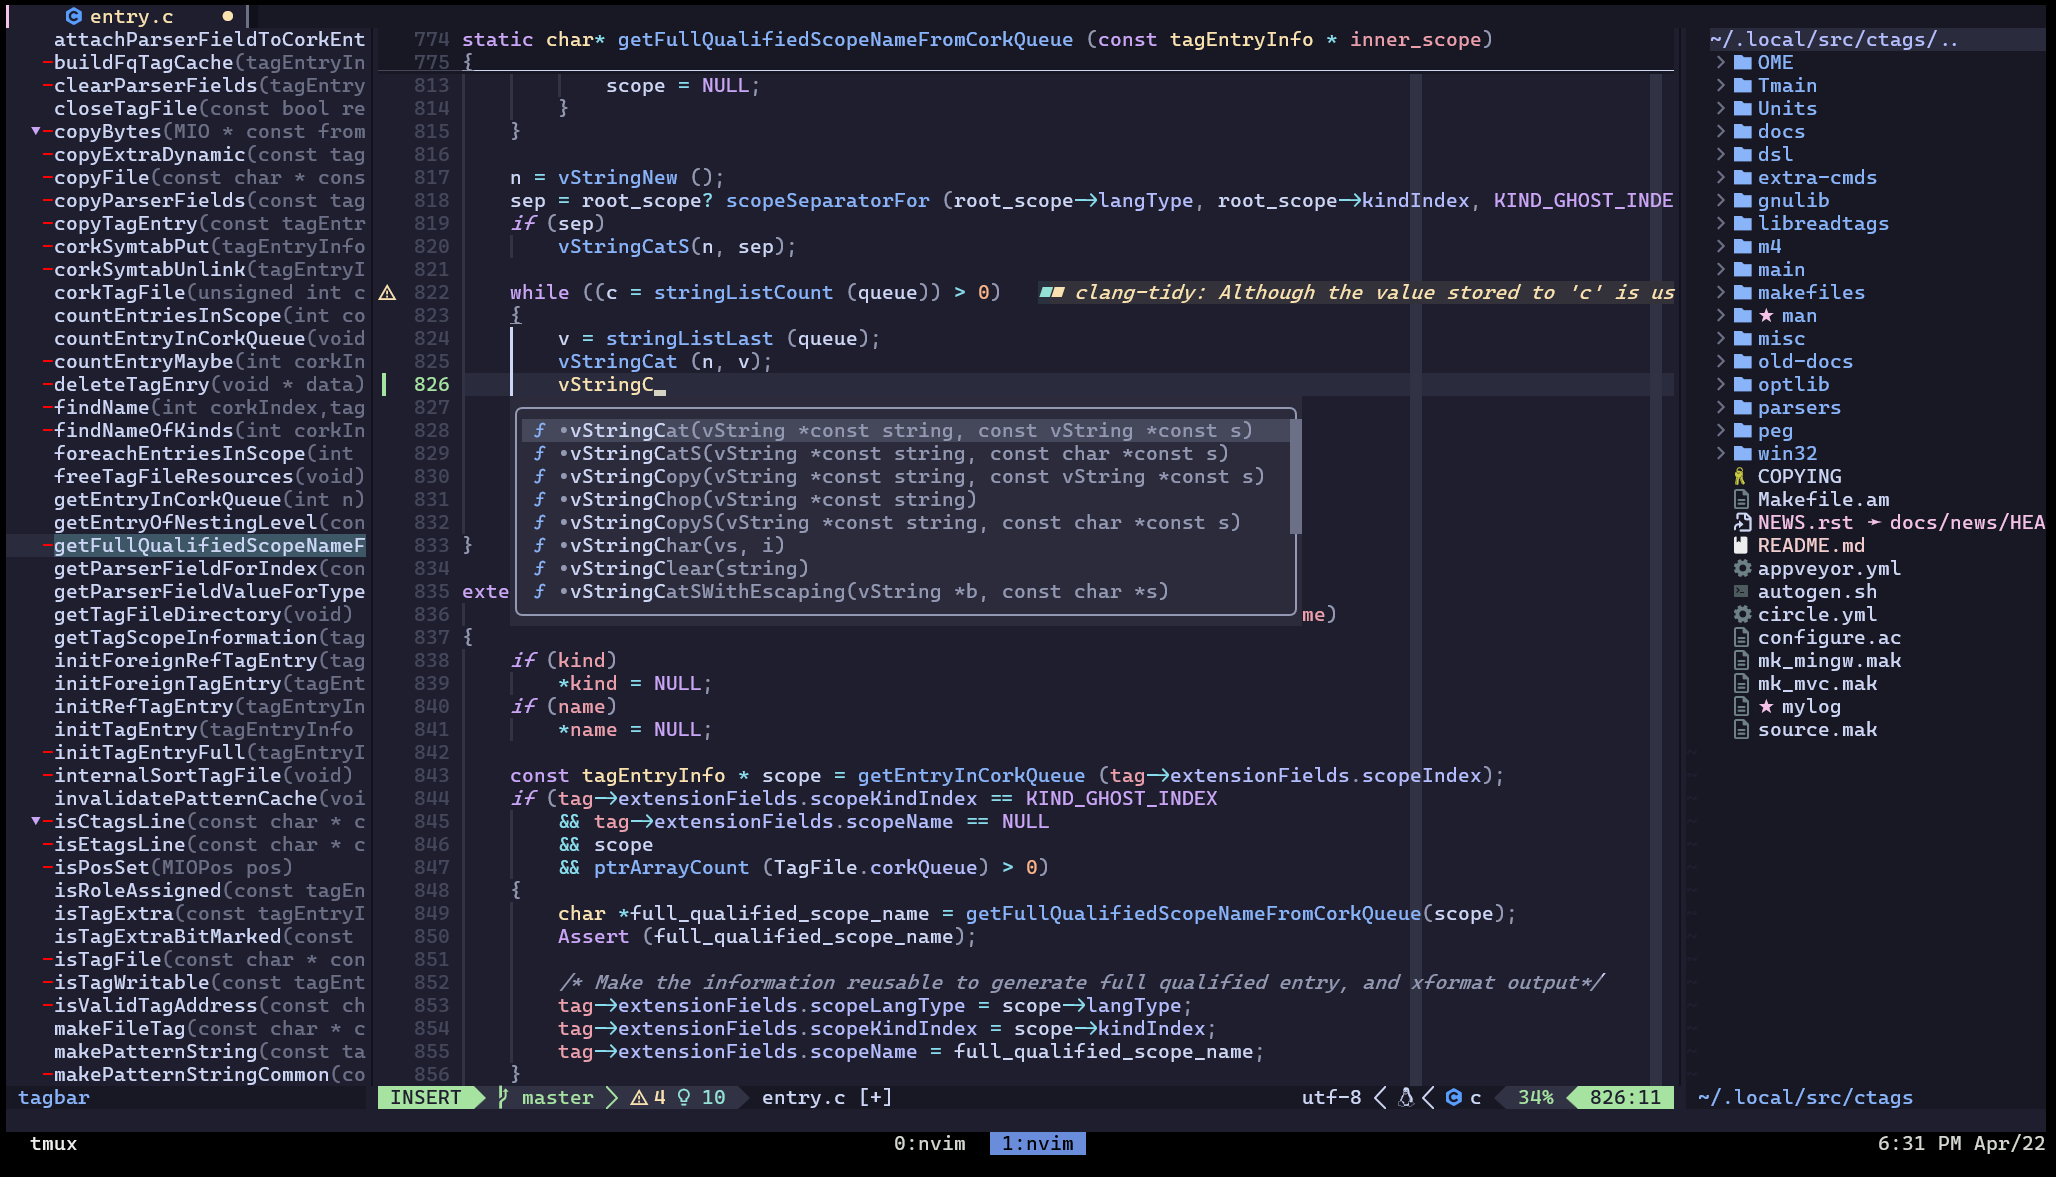 entry.c
attachParserFieldToCorkEnt
-buildFqTagCache(tagEntryIn
-clearParserFields(tagEntry
closeTagFile(const bool re
▼-copyBytes(MIO * const from
-copyExtraDynamic(const tag
-copyFile(const char * cons
-copyParserFields(const tag
-copyTagEntry(const tagEntr
-corkSymtabPut(tagEntryInfo
-corkSymtabUnlink(tagEntryI
corkTagFile(unsigned int c
countEntriesInScope(int co
countEntryInCorkQueue(void
-countEntryMaybe(int corkIn
-deleteTagEnry(void * data)
-findName(int corkIndex,tag
-findNameOfKinds(int corkIn
foreachEntriesInScope(int
freeTagFileResources(void)
getEntryInCorkQueue(int n)
getEntryOfNestingLevel(con
-getFullQualifiedScopeNameF
getParserFieldForIndex(con
getParserFieldValueForType
getTagFileDirectory(void)
getTagScopeInformation(tag
initForeignRefTagEntry(tag
initForeignTagEntry(tagEnt
initRefTagEntry(tagEntryIn
initTagEntry(tagEntryInfo
-initTagEntryFull(tagEntryI
-internalSortTagFile(void)
invalidatePatternCache(voi
▼-isCtagsLine(const char * c
-isEtagsLine(const char * c
-isPosSet(MIOPos pos)
isRoleAssigned(const tagEn
isTagExtra(const tagEntryI
isTagExtraBitMarked(const
-isTagFile(const char * con
-isTagWritable(const tagEnt
-isValidTagAddress(const ch
makeFileTag(const char * c
makePatternString(const ta
-makePatternStringCommon(co
tagbar
774 static char* getFullQualifiedScopeNameFromCorkQueue (const tagEntryInfo * inner_scope)
775 {
813 scope = NULL;
814 }
815 }
816
817 n = vStringNew ();
818 sep = root_scope? scopeSeparatorFor (root_scope->langType, root_scope->kindIndex, KIND_GHOST_INDE
819 if (sep)
820 vStringCatS(n, sep);
821
822 while ((c = stringListCount (queue)) > 0) clang-tidy: Although the value stored to 'c' is us
823 {
824 v = stringListLast (queue);
825 vStringCat (n, v);
826 vStringC
827
828 ƒ •vStringCat(vString *const string, const vString *const s)
829 ƒ •vStringCatS(vString *const string, const char *const s)
830 ƒ •vStringCopy(vString *const string, const vString *const s)
831 ƒ •vStringChop(vString *const string)
832 ƒ •vStringCopyS(vString *const string, const char *const s)
833 } ƒ •vStringChar(vs, i)
834 ƒ •vStringClear(string)
835 exte ƒ •vStringCatSWithEscaping(vString *b, const char *s)
836 me)
837 {
838 if (kind)
839 *kind = NULL;
840 if (name)
841 *name = NULL;
842
843 const tagEntryInfo * scope = getEntryInCorkQueue (tag->extensionFields.scopeIndex);
844 if (tag->extensionFields.scopeKindIndex == KIND_GHOST_INDEX
845 && tag->extensionFields.scopeName == NULL
846 && scope
847 && ptrArrayCount (TagFile.corkQueue) > 0)
848 {
849 char *full_qualified_scope_name = getFullQualifiedScopeNameFromCorkQueue(scope);
850 Assert (full_qualified_scope_name);
851
852 /* Make the information reusable to generate full qualified entry, and xformat output*/
853 tag->extensionFields.scopeLangType = scope->langType;
854 tag->extensionFields.scopeKindIndex = scope->kindIndex;
855 tag->extensionFields.scopeName = full_qualified_scope_name;
856 }
INSERT master 4 10 entry.c [+] utf-8 c 34% 826:11
~/.local/src/ctags/..
OME
Tmain
Units
docs
dsl
extra-cmds
gnulib
libreadtags
m4
main
makefiles
★ man
misc
old-docs
optlib
parsers
peg
win32
COPYING
Makefile.am
NEWS.rst ➛ docs/news/HEA
README.md
appveyor.yml
autogen.sh
circle.yml
configure.ac
mk_mingw.mak
mk_mvc.mak
★ mylog
source.mak
~/.local/src/ctags
tmux 0:nvim 1:nvim 6:31 PM Apr/22